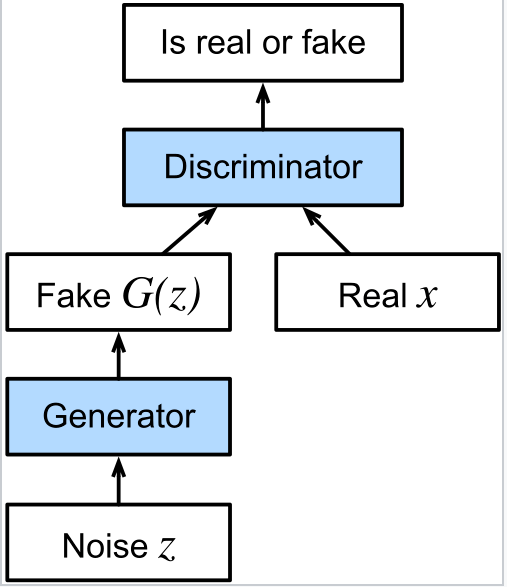 Is real or fake
Discriminator
Fake G(z)
Real x
Generator
Noise z